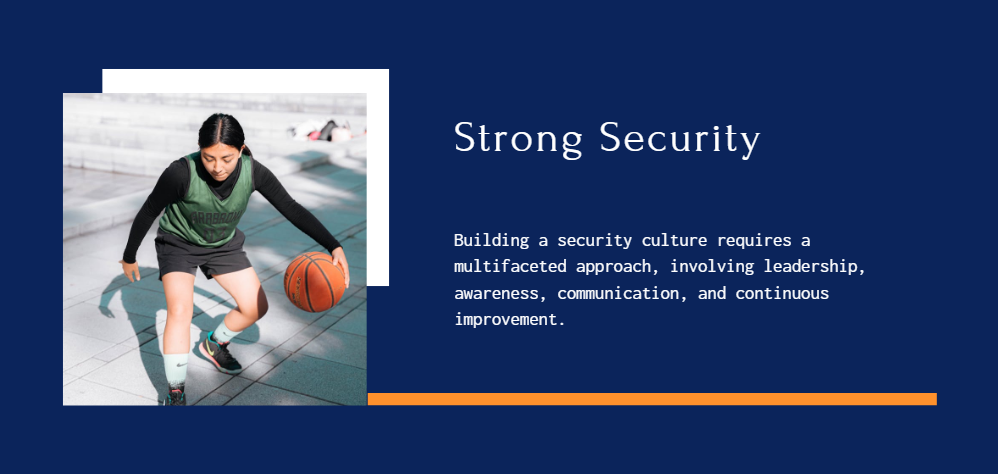 Strong Security
Building a security culture requires a
multifaceted approach, involving leadership,
awareness, communication, and continuous
improvement.